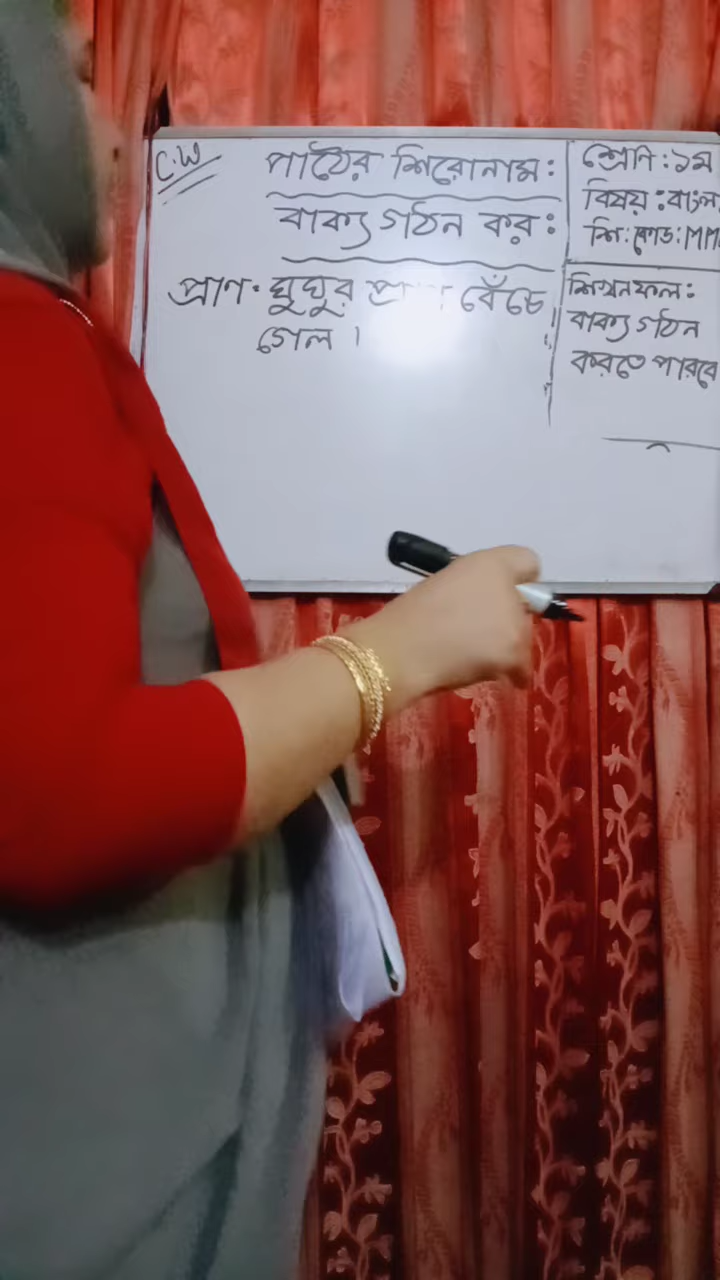 C.W
পাঠের শিরোনাম:
বাক্য গঠন কর:
প্রাণ- ঘুঘুর বেঁচে
গেল ।
শ্রেণি:১ম
বিষয়:
শি:কোড:
শিখনফল:
বাক্য গঠন
করতে পারবে